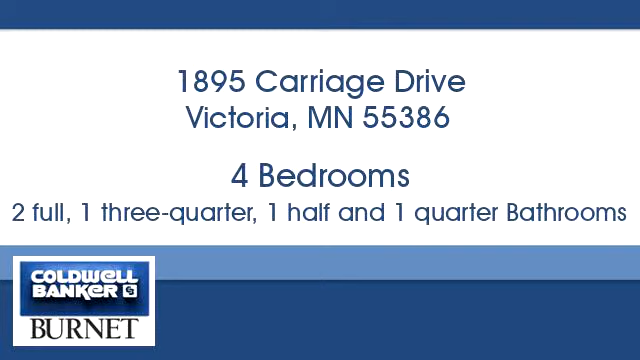 1895 Carriage Drive
Victoria, MN 55386
4 Bedrooms
2 full, 1 three-quarter, 1 half and 1 quarter Bathrooms
COLDWELL
BANKER CB
BURNET